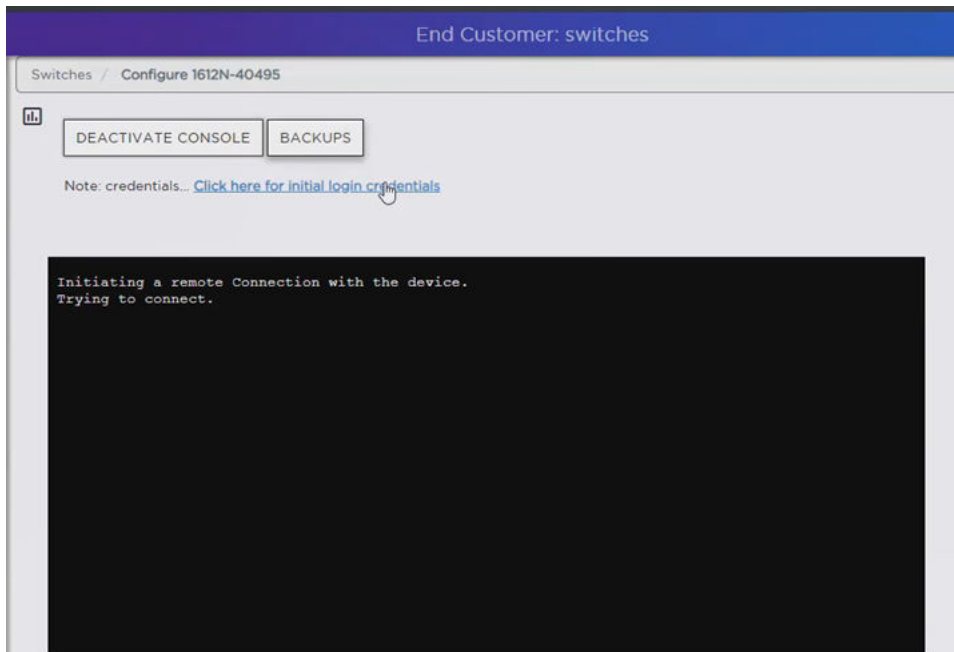 End Customer: switches
Switches / Configure 1612N-40495
DEACTIVATE CONSOLE BACKUPS
Note: credentials... Click here for initial login credentials
Initiating a remote Connection with the device.
Trying to connect.